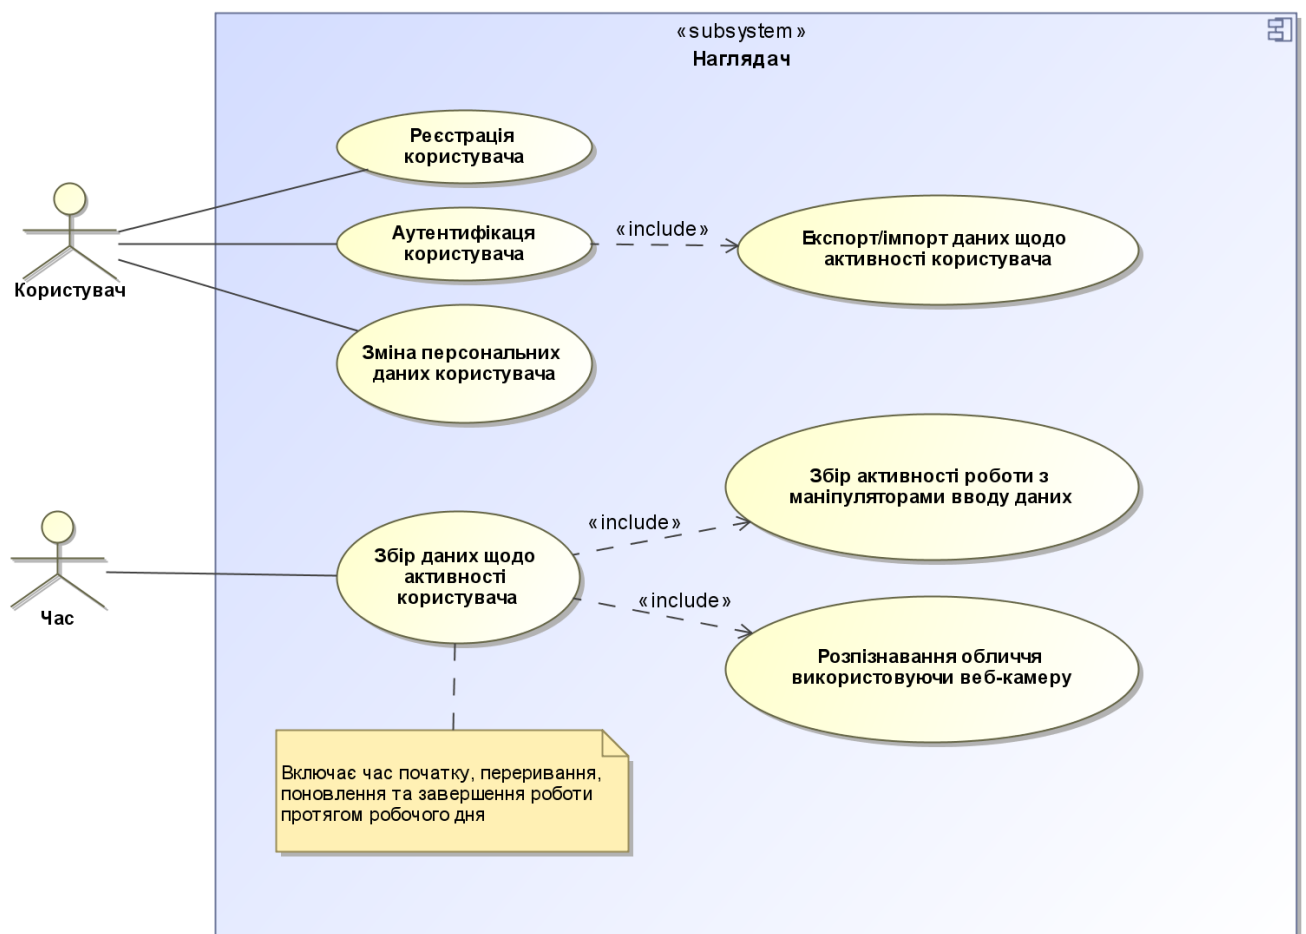 «subsystem»
Наглядач
Реєстрація
користувача
Аутентифікаця
користувача
«include»
Експорт/імпорт даних щодо
активності користувача
Користувач
Зміна персональних
даних користувача
Збір активності роботи з
маніпуляторами вводу даних
«include»
Збір даних щодо
активності
користувача
«include»
Час
Розпізнавання обличчя
використовуючи веб-камеру
Включає час початку, переривання,
поновлення та завершення роботи
протягом робочого дня